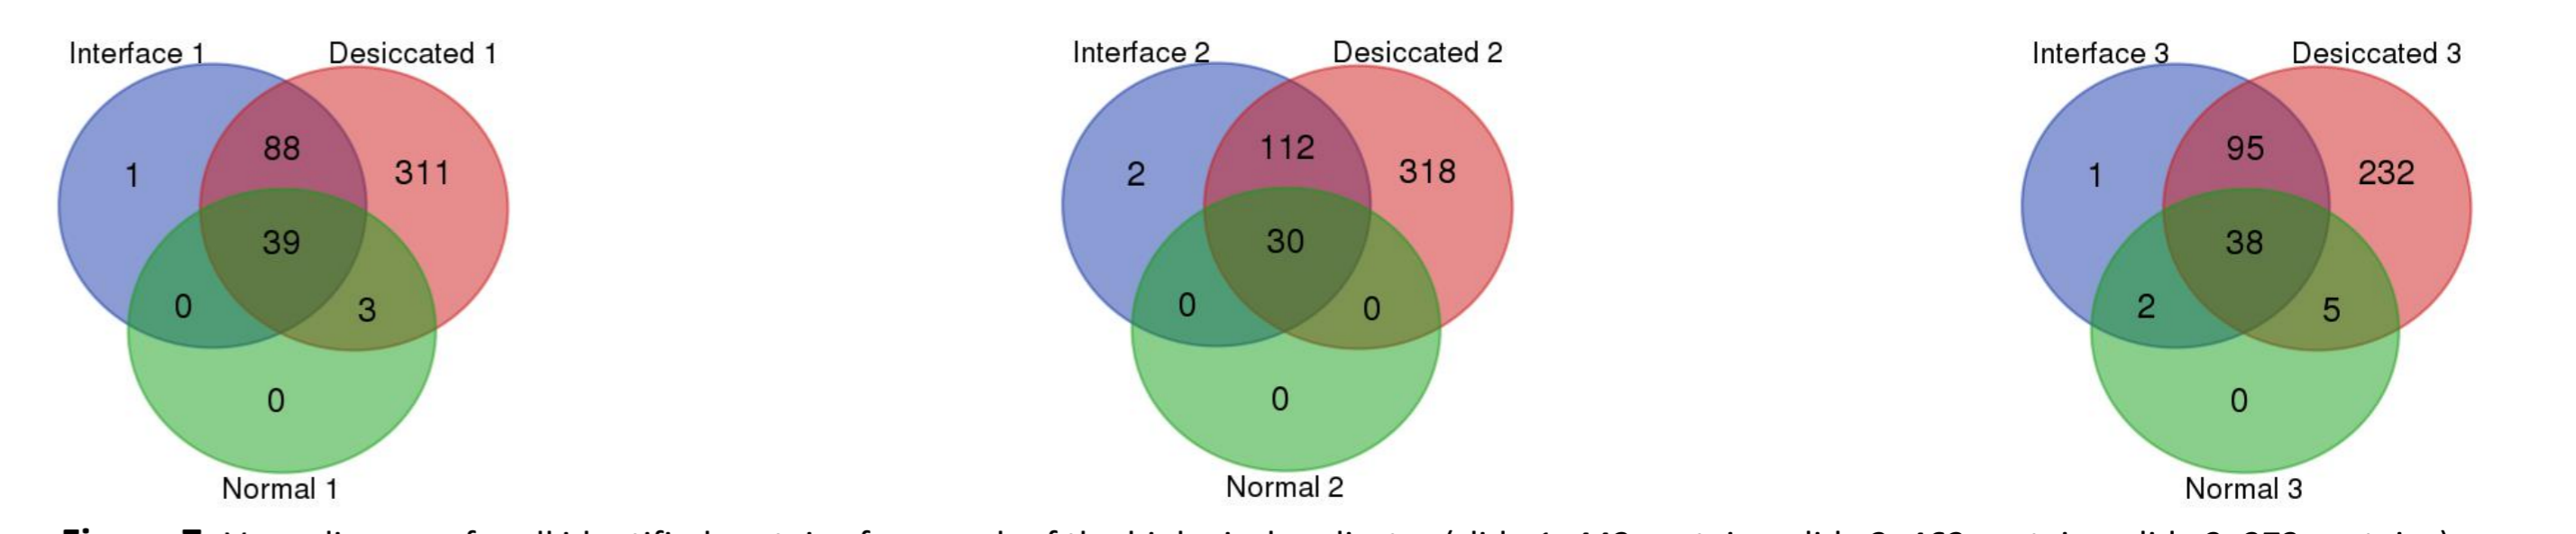 Interface 1 Desiccated 1
88
1 311
39
0 3
0
Normal 1
Interface 2 Desiccated 2
112
2 318
30
0 0
0
Normal 2
Interface 3 Desiccated 3
95
1 232
38
2 5
0
Normal 3